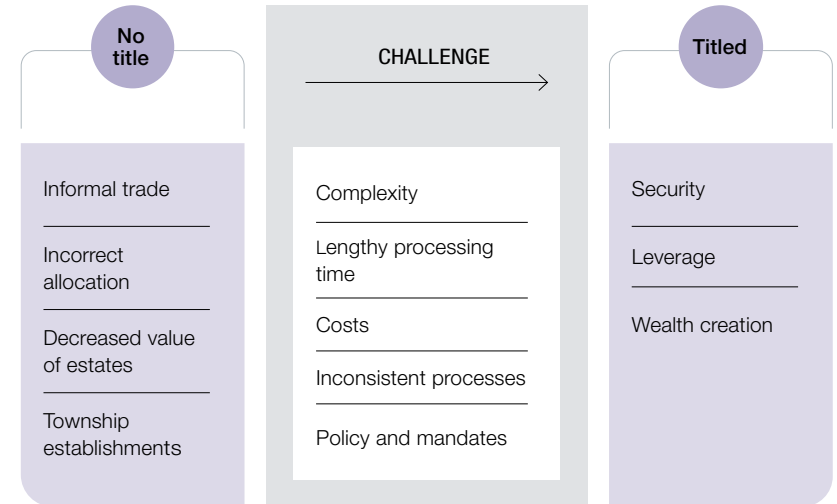 No
title
Informal trade
Incorrect
allocation
Decreased value
of estates
Township
establishments
CHALLENGE
Complexity
Lengthy processing
time
Costs
Inconsistent processes
Policy and mandates
Titled
Security
Leverage
Wealth creation